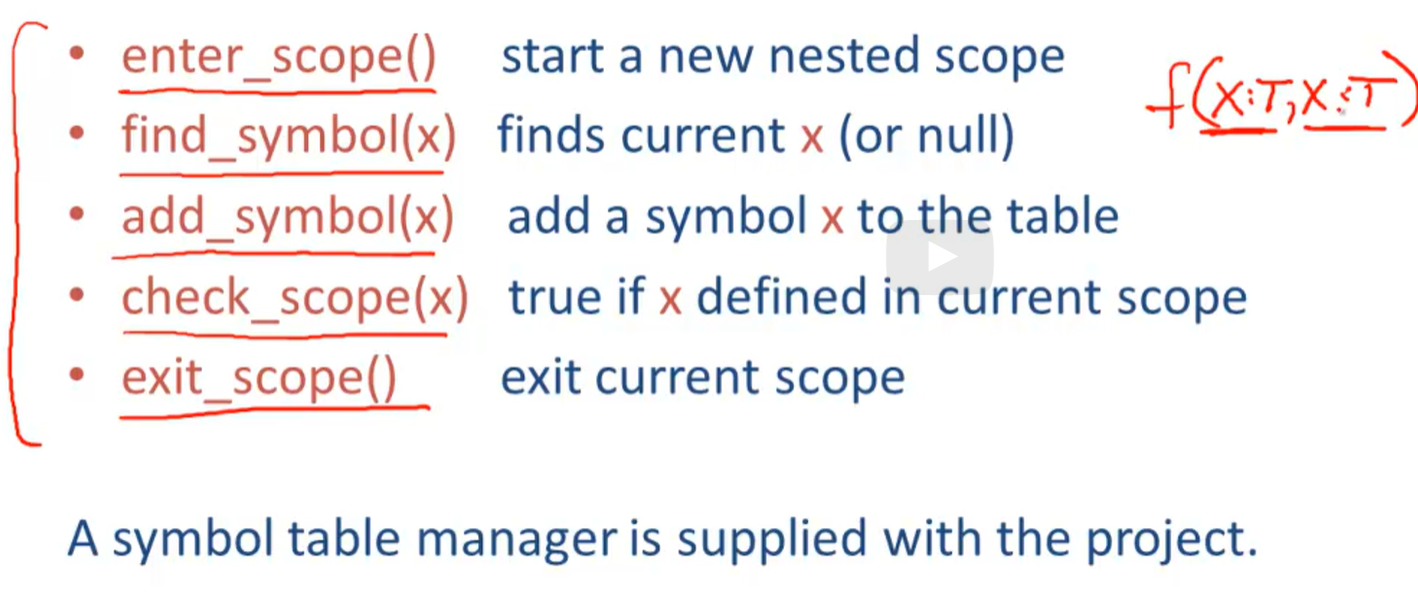 • enter_scope() start a new nested scope
f(X:T, X:T)
• find_symbol(x) finds current x (or null)
• add_symbol(x) add a symbol x to the table
• check_scope(x) true if x defined in current scope
• exit_scope() exit current scope
A symbol table manager is supplied with the project.